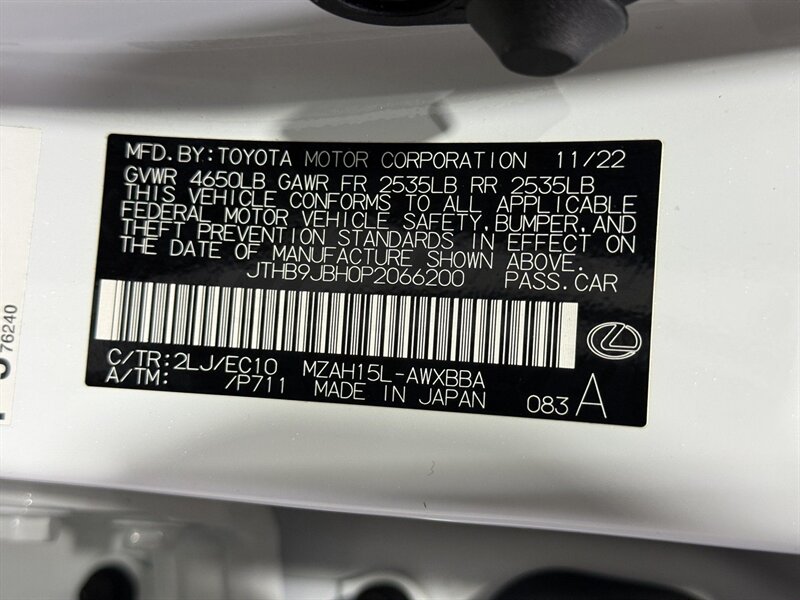 MFD. BY: TOYOTA MOTOR CORPORATION 11/22
GVWR 4650LB GAWR FR 2535LB RR 2535LB
THIS VEHICLE CONFORMS TO ALL APPLICABLE
FEDERAL MOTOR VEHICLE SAFETY, BUMPER, AND
THEFT PREVENTION STANDARDS IN EFFECT ON
THE DATE OF MANUFACTURE SHOWN ABOVE.
JTHB9JBH0P2066200 PASS. CAR
C/TR: 2LJ/EC10 MZAH15L-AWXBBA
A/TM: /P711 MADE IN JAPAN 083 A
76240